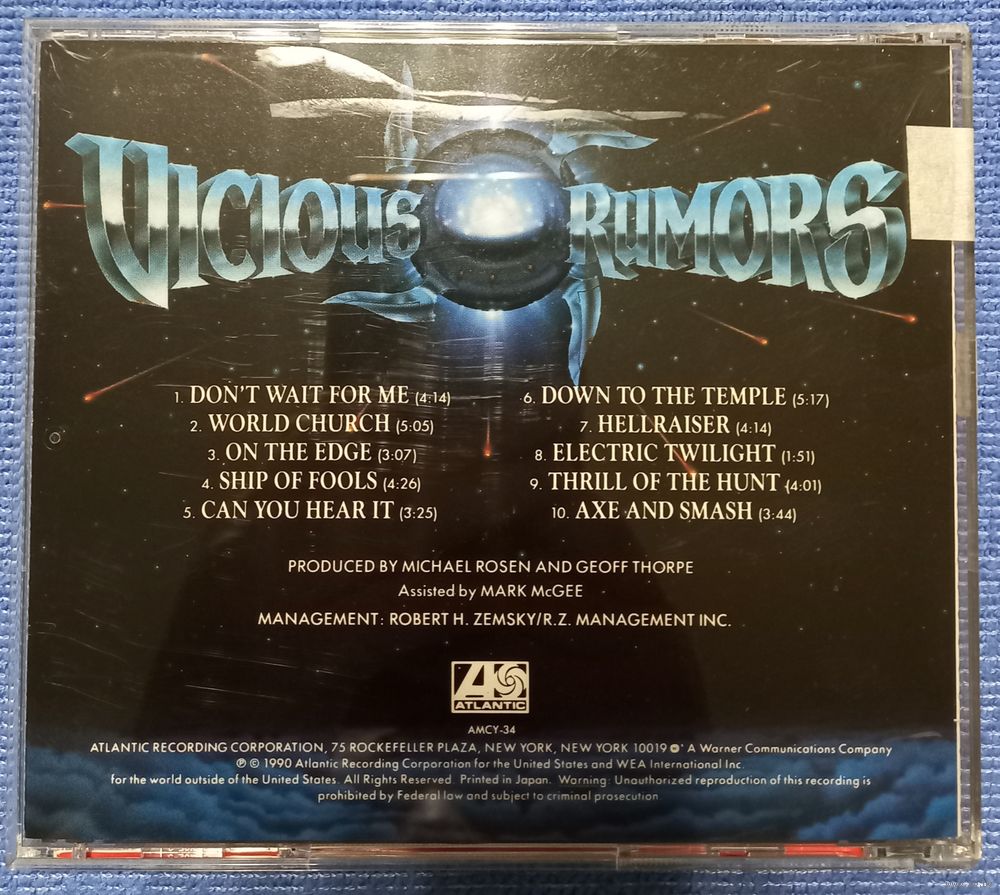 VICIOUS RUMORS
1. DON'T WAIT FOR ME (4:14)
2. WORLD CHURCH (5:05)
3. ON THE EDGE (3:07)
4. SHIP OF FOOLS (4:26)
5. CAN YOU HEAR IT (3:25)
6. DOWN TO THE TEMPLE (5:17)
7. HELLRAISER (4:14)
8. ELECTRIC TWILIGHT (1:51)
9. THRILL OF THE HUNT (4:01)
10. AXE AND SMASH (3:44)
PRODUCED BY MICHAEL ROSEN AND GEOFF THORPE
Assisted by MARK McGEE
MANAGEMENT: ROBERT H. ZEMSKY/R.Z. MANAGEMENT INC.
ATLANTIC
AMCY-34
ATLANTIC RECORDING CORPORATION, 75 ROCKEFELLER PLAZA, NEW YORK, NEW YORK 10019 A Warner Communications Company
℗ © 1990 Atlantic Recording Corporation for the United States and WEA International Inc.
for the world outside of the United States. All Rights Reserved. Printed in Japan. Warning: Unauthorized reproduction of this recording is
prohibited by Federal law and subject to criminal prosecution.